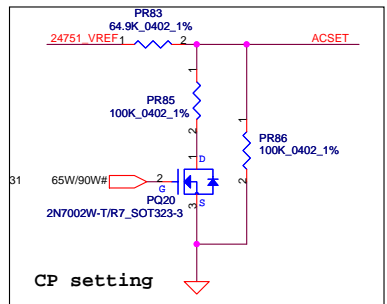 PR83
64.9K_0402_1%
24751_VREF 1 2 ACSET
1
PR85
100K_0402_1%
2
1
PR86
100K_0402_1%
2
1 D
31 65W/90W# 2 G
PQ20
2N7002W-T/R7_SOT323-3
3 S
CP setting